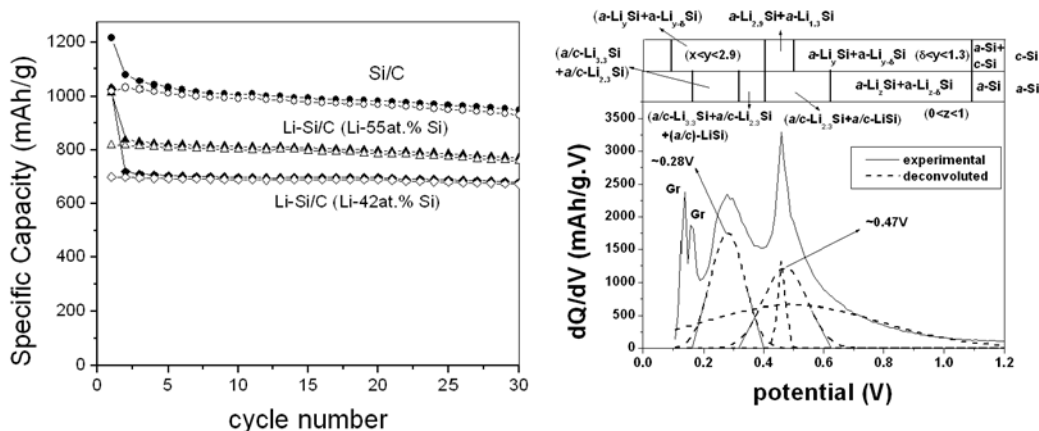 1200
1000
800
600
400
200
0
Specific Capacity (mAh/g)
Si/C
Li-Si/C (Li-55at.% Si)
Li-Si/C (Li-42at.% Si)
0 5 10 15 20 25 30
cycle number
(a-LiySi+a-Liy-δSi)
a-Li2.9Si+a-Li1.3Si
(a/c-Li3.3Si
+a/c-Li2.3Si)
(x<y<2.9)
a-LiySi+a-Liy-δSi (δ<y<1.3)
a-Si+
c-Si
c-Si
a-LizSi+a-Liz-δSi
a-Si
a-Si
(a/c-Li3.3Si+a/c-Li2.3Si
+(a/c)-LiSi)
(a/c-Li2.3Si+a/c-LiSi)
(0<z<1)
~0.28V
experimental
deconvoluted
Gr
Gr
~0.47V
3500
3000
2500
2000
1500
1000
500
0
dQ/dV (mAh/g.V)
0.0 0.2 0.4 0.6 0.8 1.0 1.2
potential (V)